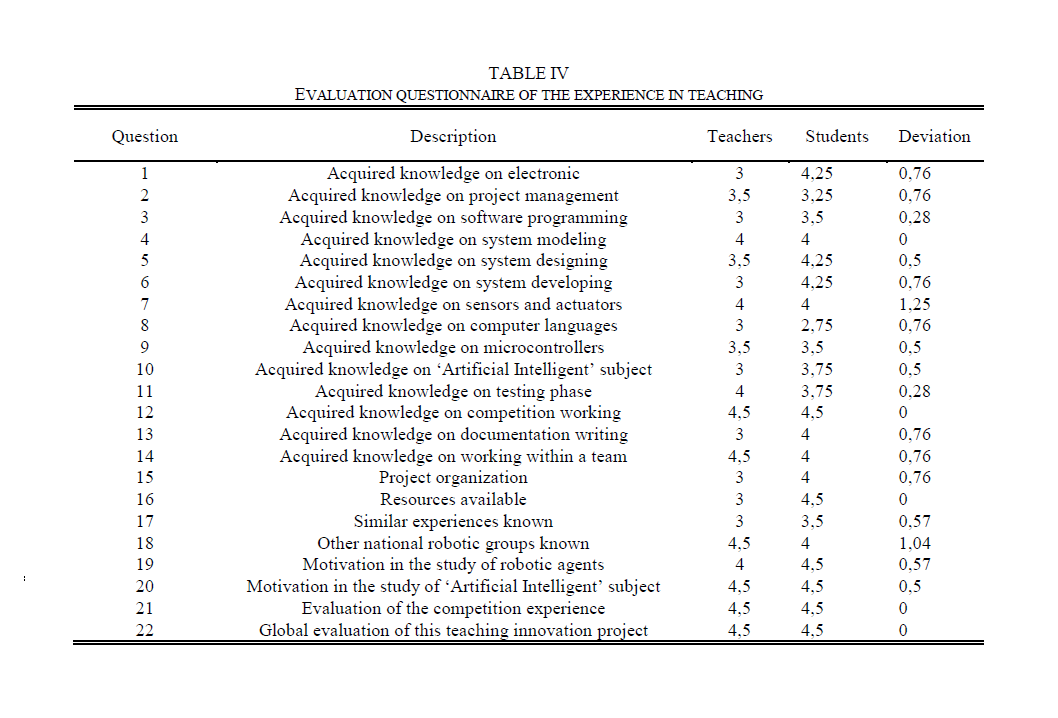 TABLE IV
EVALUATION QUESTIONNAIRE OF THE EXPERIENCE IN TEACHING
Question Description Teachers Students Deviation
1 Acquired knowledge on electronic 3 4,25 0,76
2 Acquired knowledge on project management 3,5 3,25 0,76
3 Acquired knowledge on software programming 3 3,5 0,28
4 Acquired knowledge on system modeling 4 4 0
5 Acquired knowledge on system designing 3,5 4,25 0,5
6 Acquired knowledge on system developing 3 4,25 0,76
7 Acquired knowledge on sensors and actuators 4 4 1,25
8 Acquired knowledge on computer languages 3 2,75 0,76
9 Acquired knowledge on microcontrollers 3,5 3,5 0,5
10 Acquired knowledge on ‘Artificial Intelligent’ subject 3 3,75 0,5
11 Acquired knowledge on testing phase 4 3,75 0,28
12 Acquired knowledge on competition working 4,5 4,5 0
13 Acquired knowledge on documentation writing 3 4 0,76
14 Acquired knowledge on working within a team 4,5 4 0,76
15 Project organization 3 4 0,76
16 Resources available 3 4,5 0
17 Similar experiences known 3 3,5 0,57
18 Other national robotic groups known 4,5 4 1,04
19 Motivation in the study of robotic agents 4 4,5 0,57
20 Motivation in the study of ‘Artificial Intelligent’ subject 4,5 4,5 0,5
21 Evaluation of the competition experience 4,5 4,5 0
22 Global evaluation of this teaching innovation project 4,5 4,5 0